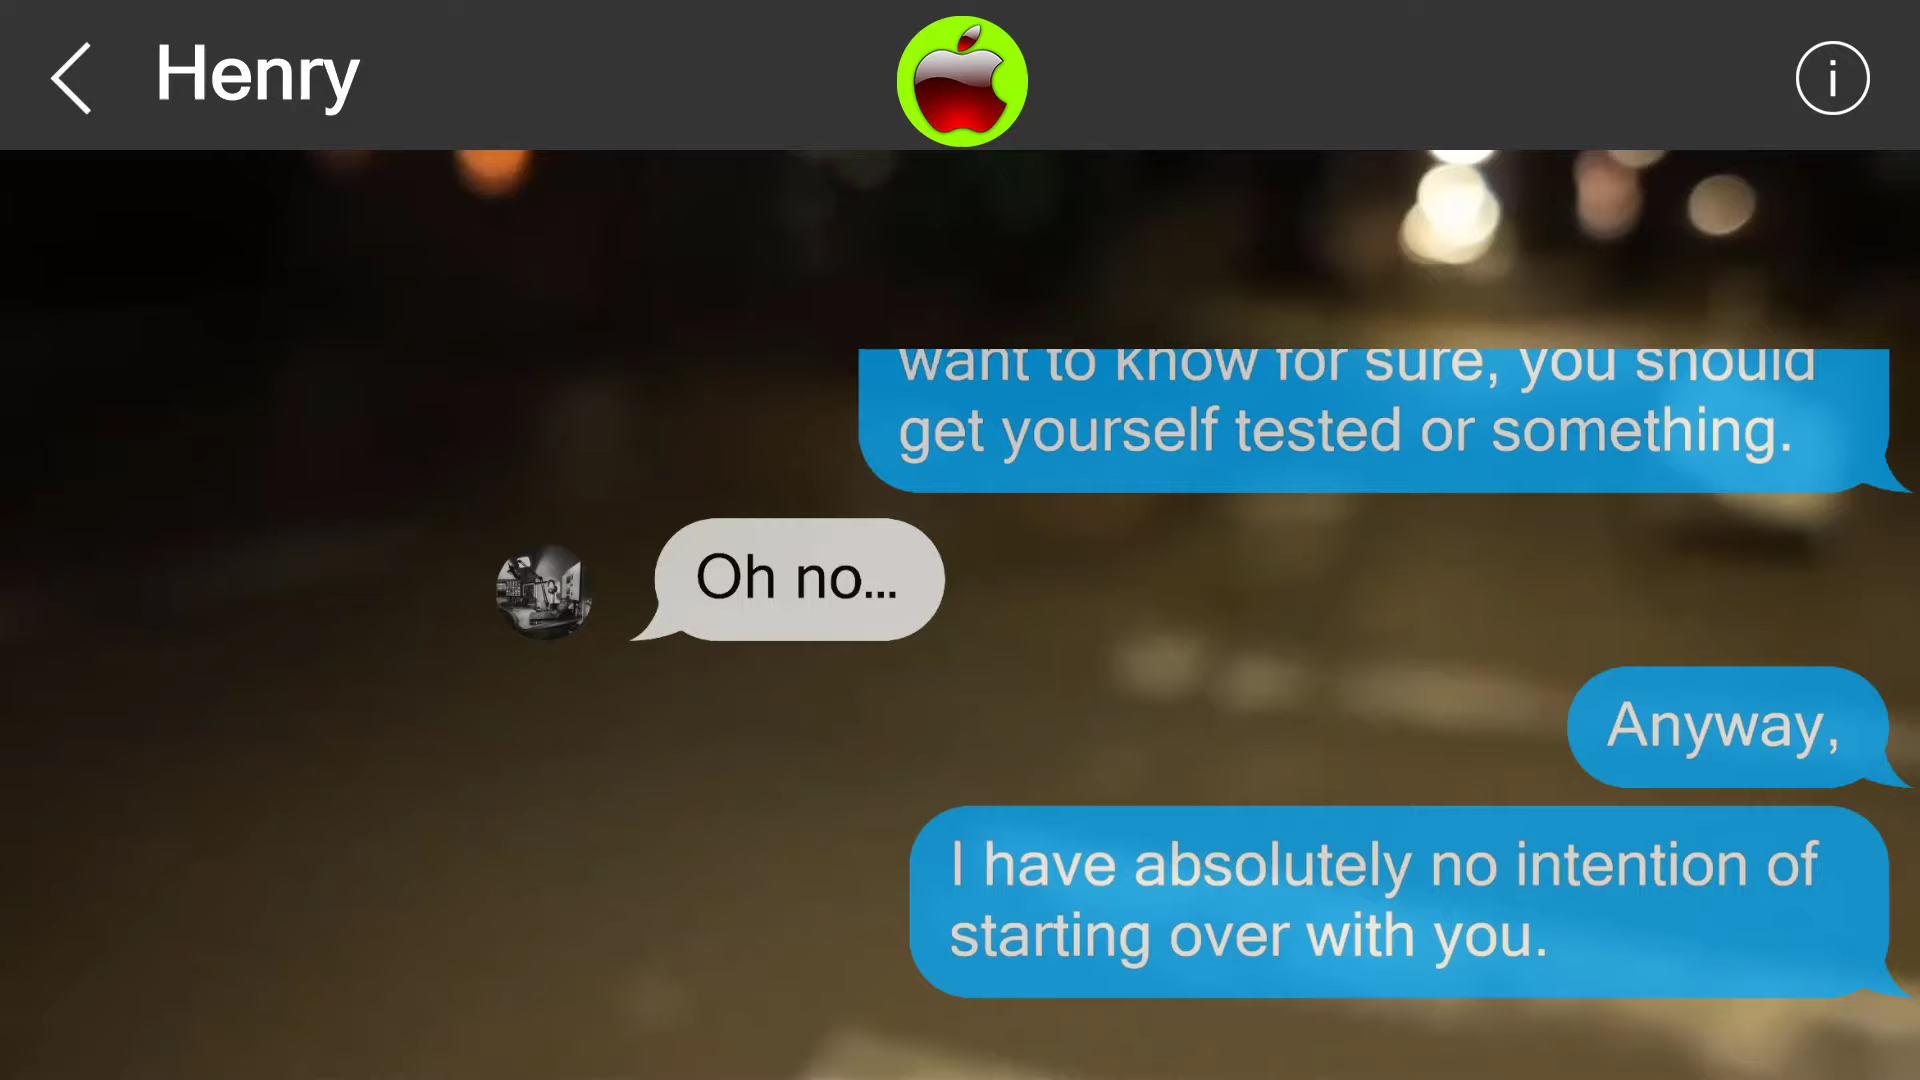 Henry
i
want to know for sure, you should
get yourself tested or something.
Oh no...
Anyway,
I have absolutely no intention of
starting over with you.